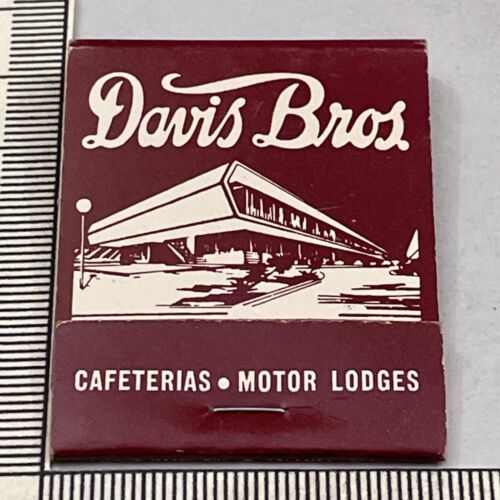 Davis Bros.
CAFETERIAS • MOTOR LODGES